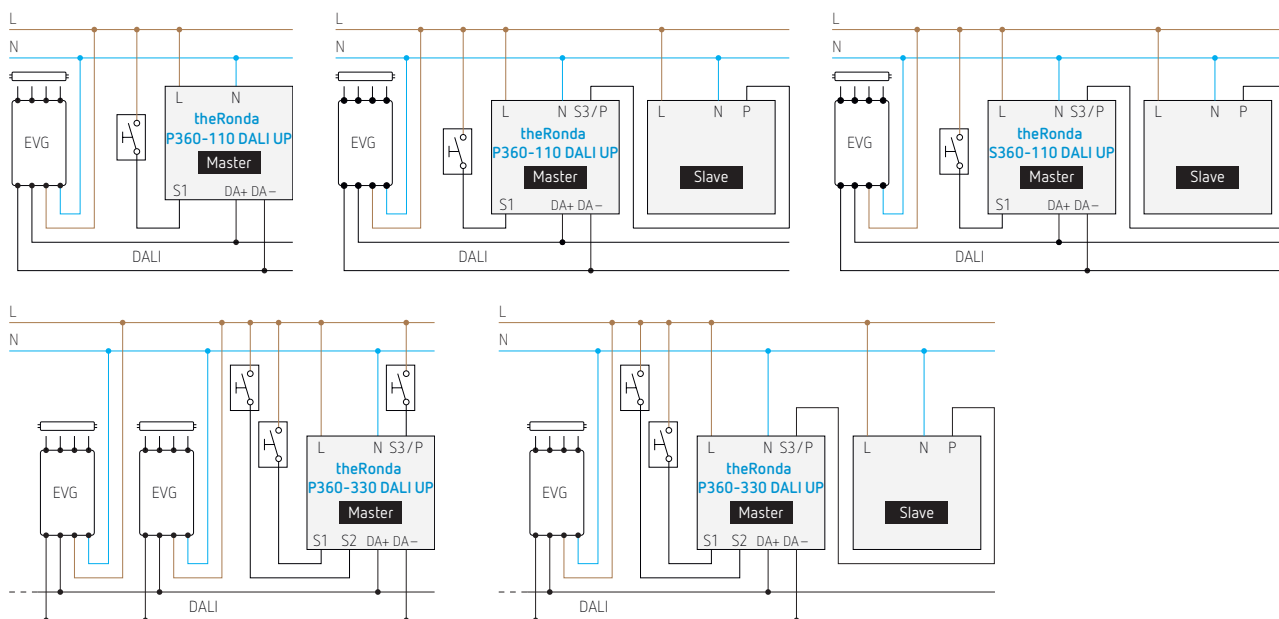 L
N
L N
theRonda
P360-110 DALI UP
Master
S1 DA+ DA−
EVG
DALI
L
N
L N S3/P
theRonda
P360-110 DALI UP
Master
S1 DA+ DA−
EVG
DALI
L N P
Slave
L
N
L N S3/P
theRonda
S360-110 DALI UP
Master
S1 DA+ DA−
EVG
DALI
L N P
Slave
L
N
EVG
EVG
L N S3/P
theRonda
P360-330 DALI UP
Master
S1 S2 DA+ DA−
DALI
L
N
EVG
L N S3/P
theRonda
P360-330 DALI UP
Master
S1 S2 DA+ DA−
DALI
L N P
Slave